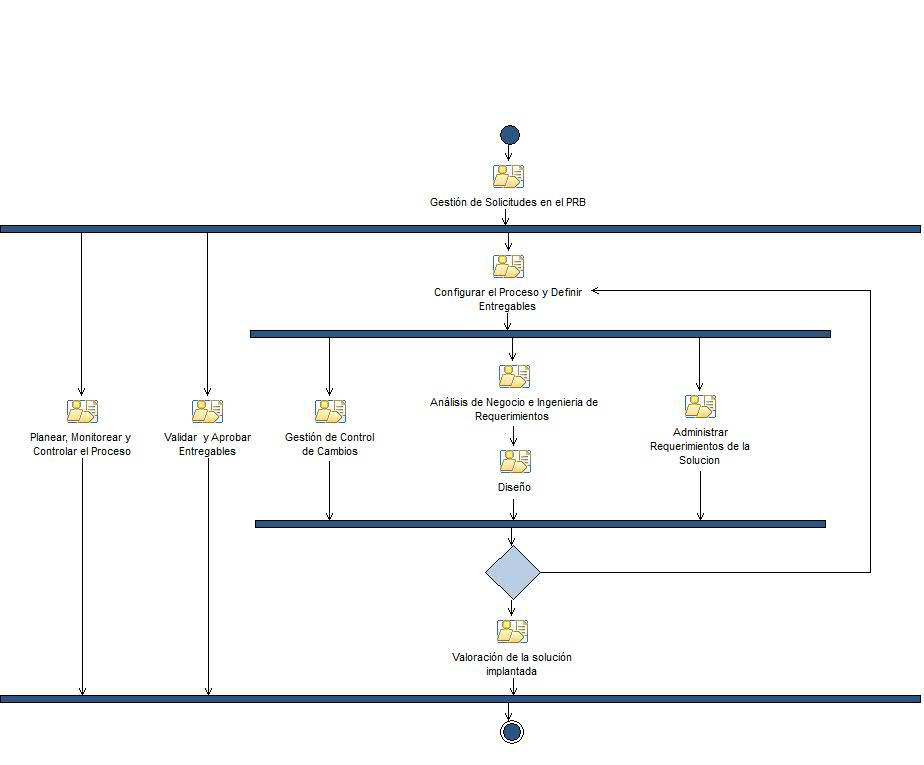 Gestión de Solicitudes en el PRB
Configurar el Proceso y Definir
Entregables
Planear, Monitorear y
Controlar el Proceso
Validar y Aprobar
Entregables
Gestión de Control
de Cambios
Análisis de Negocio e Ingenieria de
Requerimientos
Diseño
Administrar
Requerimientos de la
Solucion
Valoración de la solución
implantada